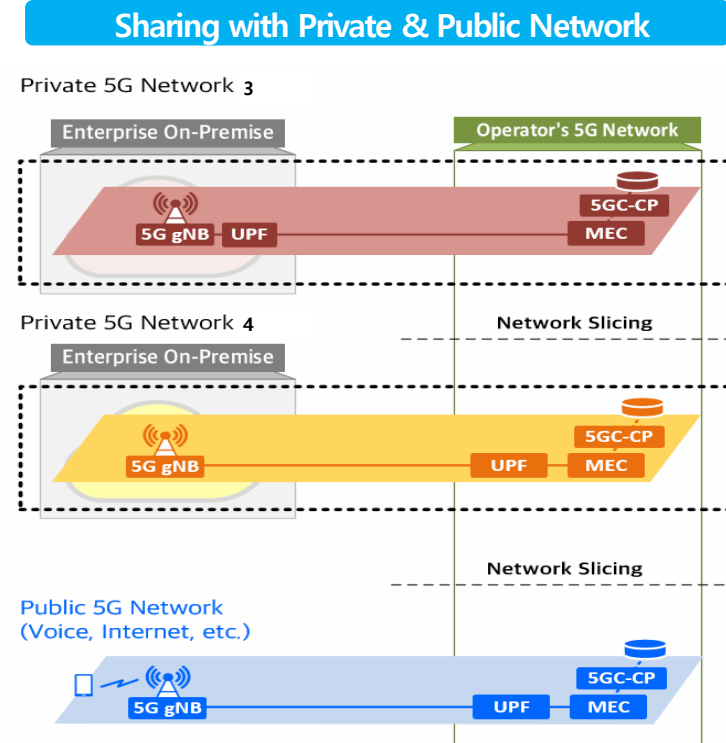 Sharing with Private & Public Network
Private 5G Network 3
Enterprise On-Premise
Operator's 5G Network
5GC-CP
5G gNB
UPF
MEC
Private 5G Network 4
Network Slicing
Enterprise On-Premise
5GC-CP
5G gNB
UPF
MEC
Network Slicing
Public 5G Network
(Voice, Internet, etc.)
5GC-CP
5G gNB
UPF
MEC